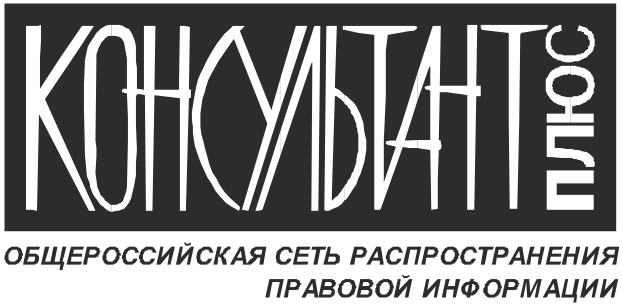 КОНСУЛЬТАНТ ПЛЮС
ОБЩЕРОССИЙСКАЯ СЕТЬ РАСПРОСТРАНЕНИЯ
ПРАВОВОЙ ИНФОРМАЦИИ